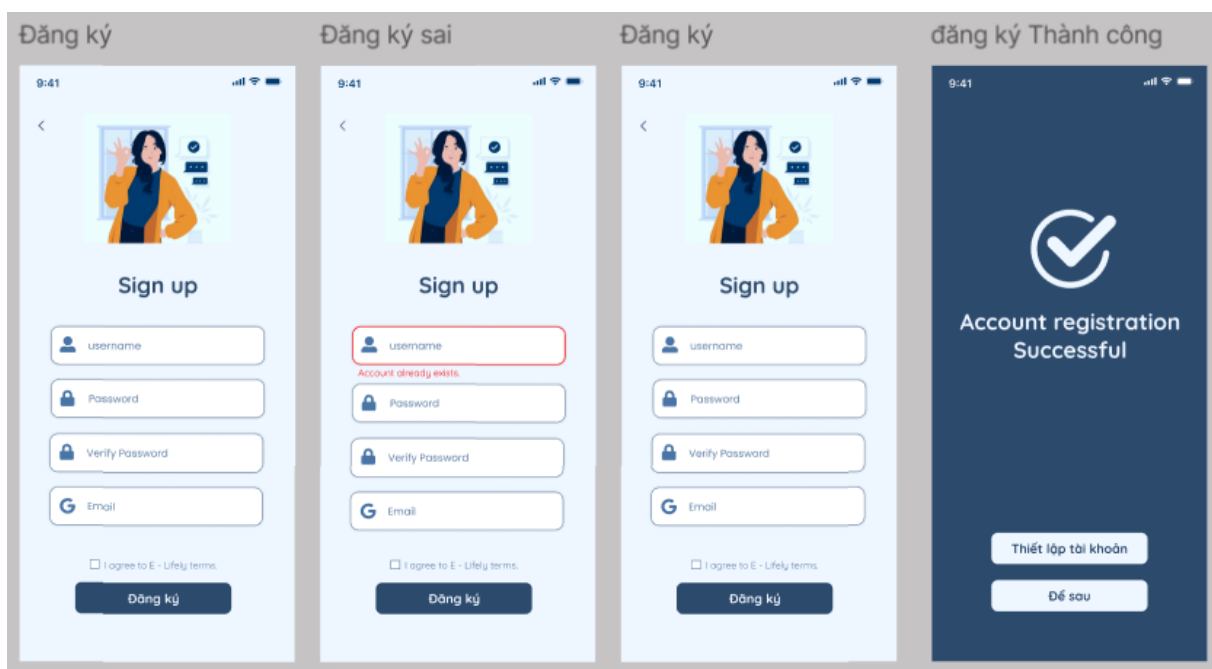 Đăng ký
9:41
Sign up
username
Password
Verify Password
Email
I agree to E - Lifely terms.
Đăng ký
Đăng ký sai
9:41
Sign up
username
Account already exists.
Password
Verify Password
Email
I agree to E - Lifely terms.
Đăng ký
Đăng ký
9:41
Sign up
username
Password
Verify Password
Email
I agree to E - Lifely terms.
Đăng ký
đăng ký Thành công
9:41
Account registration
Successful
Thiết lập tài khoản
Để sau